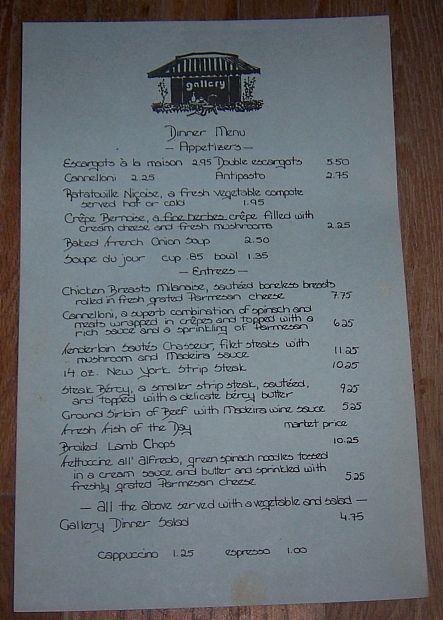 gallery
Dinner Menu
— Appetizers —
Escargots à la maison 2.95 Double escargots 5.50
Cannelloni 2.25 Antipasto 2.75
Ratatouille Niçoise, a fresh vegetable compote
served hot or cold 1.95
Crêpe Bernoise, a fine herbes crêpe filled with
cream cheese and fresh mushrooms 2.25
Baked French Onion Soup 2.50
Soupe du jour cup .85 bowl 1.35
— Entrees —
Chicken Breasts Milanaise, sautéed boneless breasts
rolled in fresh grated Parmesan cheese 7.75
Cannelloni, a superb combination of spinach and
meats wrapped in crêpes and topped with a
rich sauce and a sprinkling of Parmesan 6.25
Tenderloin Sautés Chasseur, filet steaks with
mushroom and Madeira sauce 11.25
14 oz. New York Strip Steak 10.25
Steak Bércy, a smaller strip steak, sautéed,
and topped with a delicate bércy butter 9.25
Ground Sirloin of Beef with Madeira wine sauce 5.25
Fresh Fish of the Day market price
Broiled Lamb Chops 10.25
Fettuccine all' Alfredo, green spinach noodles tossed
in a cream sauce and butter and sprinkled with
freshly grated Parmesan cheese 5.25
— all the above served with a vegetable and salad —
Gallery Dinner Salad 4.75
cappuccino 1.25 espresso 1.00